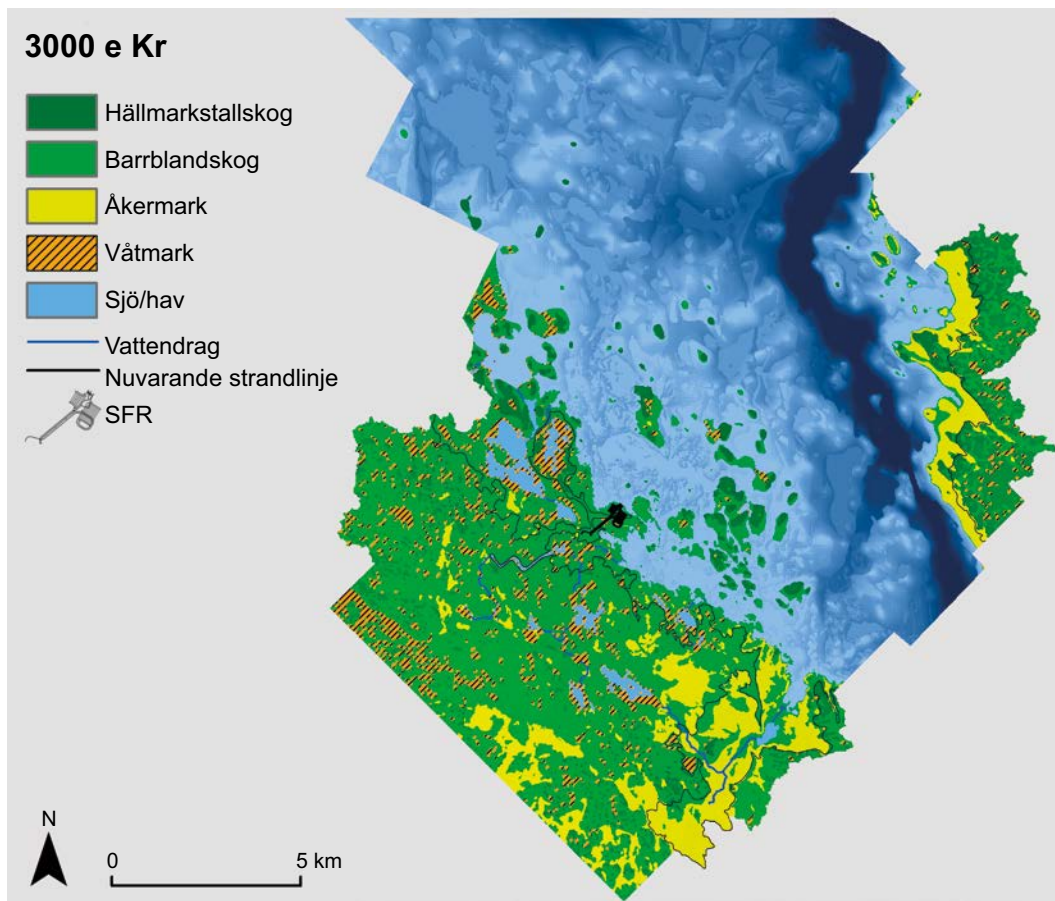 3000 e Kr
Hällmarkstallskog
Barrblandskog
Åkermark
Våtmark
Sjö/hav
Vattendrag
Nuvarande strandlinje
SFR
N
0 5 km